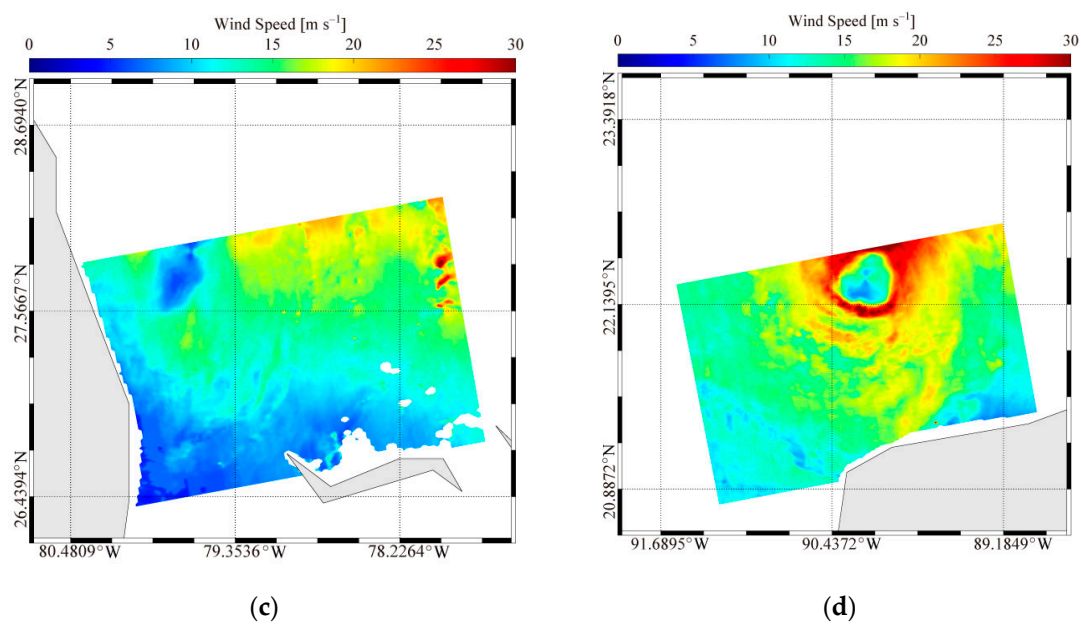 Wind Speed [m s⁻¹]
0 5 10 15 20 25 30
28.6940°N
27.5667°N
26.4394°N
80.4809°W 79.3536°W 78.2264°W
(c)
Wind Speed [m s⁻¹]
0 5 10 15 20 25 30
23.3918°N
22.1395°N
20.8872°N
91.6895°W 90.4372°W 89.1849°W
(d)